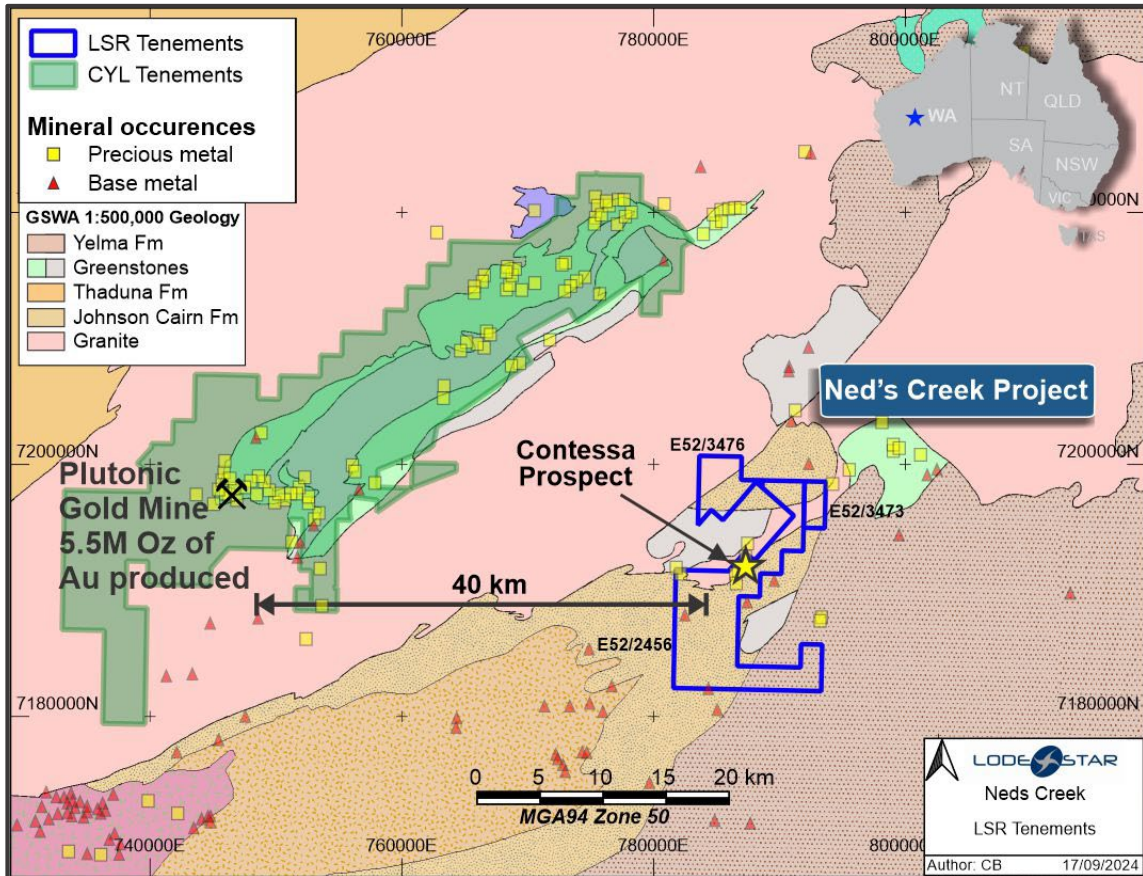 LSR Tenements
CYL Tenements
Mineral occurences
Precious metal
Base metal
GSWA 1:500,000 Geology
Yelma Fm
Greenstones
Thaduna Fm
Johnson Cairn Fm
Granite
760000E
780000E
800000E
NT
QLD
WA
SA
NSW
VIC
7200000N
7200000N
Ned's Creek Project
Contessa
Prospect
E52/3476
E52/3473
Plutonic
Gold Mine
5.5M Oz of
Au produced
40 km
E52/2456
7180000N
7180000N
0 5 10 15 20 km
MGA94 Zone 50
740000E
760000E
780000E
LODESTAR
Neds Creek
LSR Tenements
Author: CB 17/09/2024